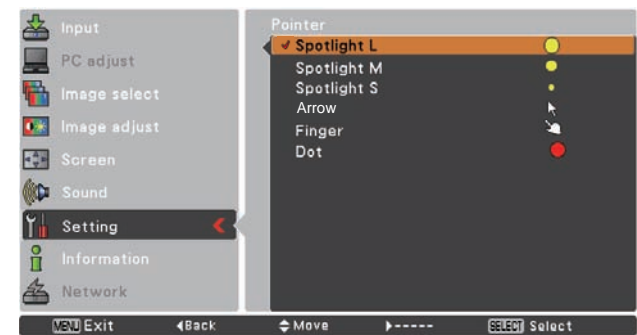 Input
PC adjust
Image select
Image adjust
Screen
Sound
Setting
Information
Network
Pointer
✔ Spotlight L
Spotlight M
Spotlight S
Arrow
Finger
Dot
MENU Exit ◀Back ◆Move ▶----- SELECT Select